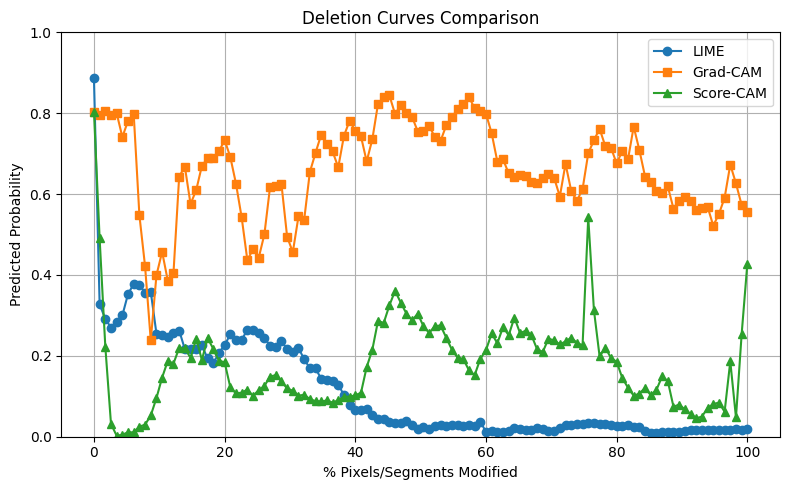 Deletion Curves Comparison
LIME
Grad-CAM
Score-CAM
Predicted Probability
1.0
0.8
0.6
0.4
0.2
0.0
0 20 40 60 80 100
% Pixels/Segments Modified